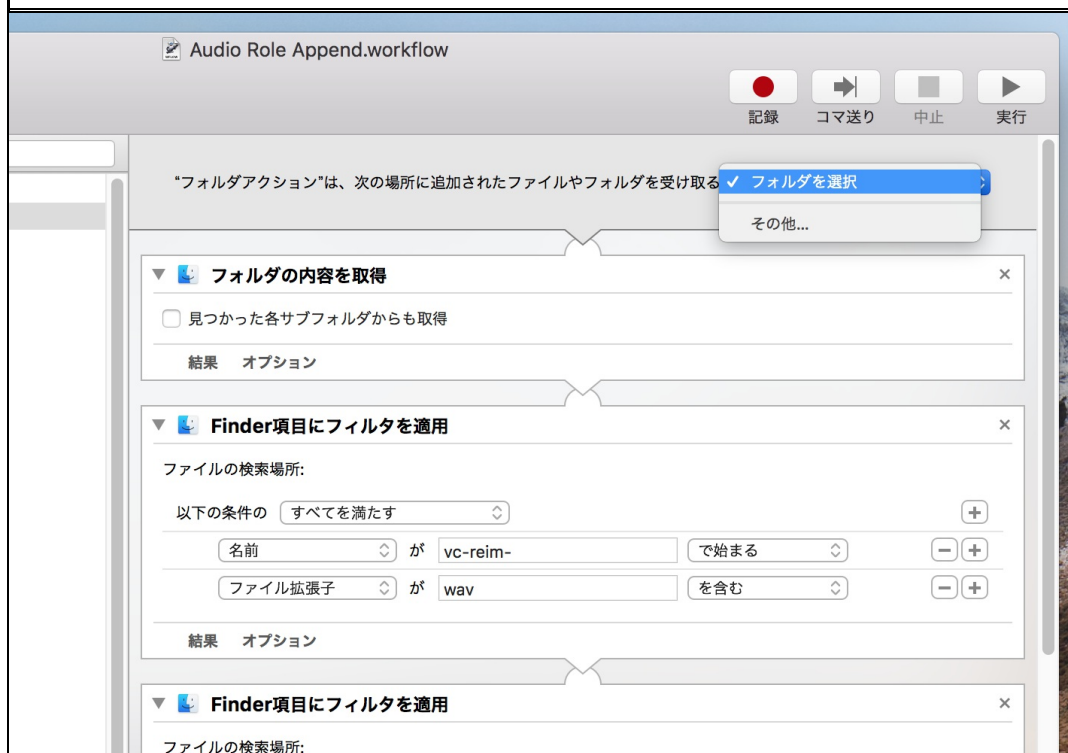 Audio Role Append.workflow
記録 コマ送り 中止 実行
“フォルダアクション”は、次の場所に追加されたファイルやフォルダを受け取る ✓ フォルダを選択
その他...
フォルダの内容を取得
見つかった各サブフォルダからも取得
結果 オプション
Finder項目にフィルタを適用
ファイルの検索場所:
以下の条件の すべてを満たす
名前 が vc-reim- で始まる
ファイル拡張子 が wav を含む
結果 オプション
Finder項目にフィルタを適用
ファイルの検索場所: